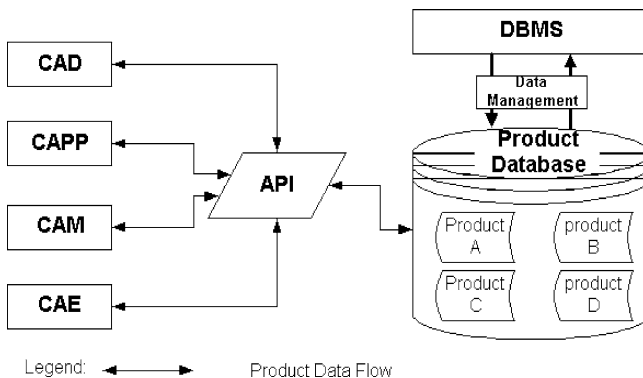 DBMS
Data
Management
CAD
CAPP
CAM
CAE
API
Product
Database
Product
A
product
B
Product
C
product
D
Legend:
Product Data Flow